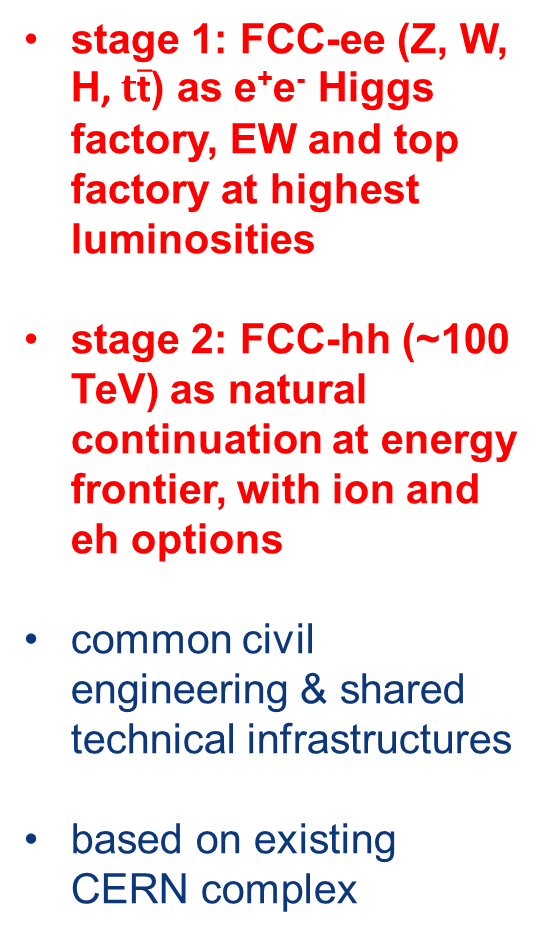 • stage 1: FCC-ee (Z, W,
H, tt̅) as e⁺e⁻ Higgs
factory, EW and top
factory at highest
luminosities
• stage 2: FCC-hh (~100
TeV) as natural
continuation at energy
frontier, with ion and
eh options
• common civil
engineering & shared
technical infrastructures
• based on existing
CERN complex